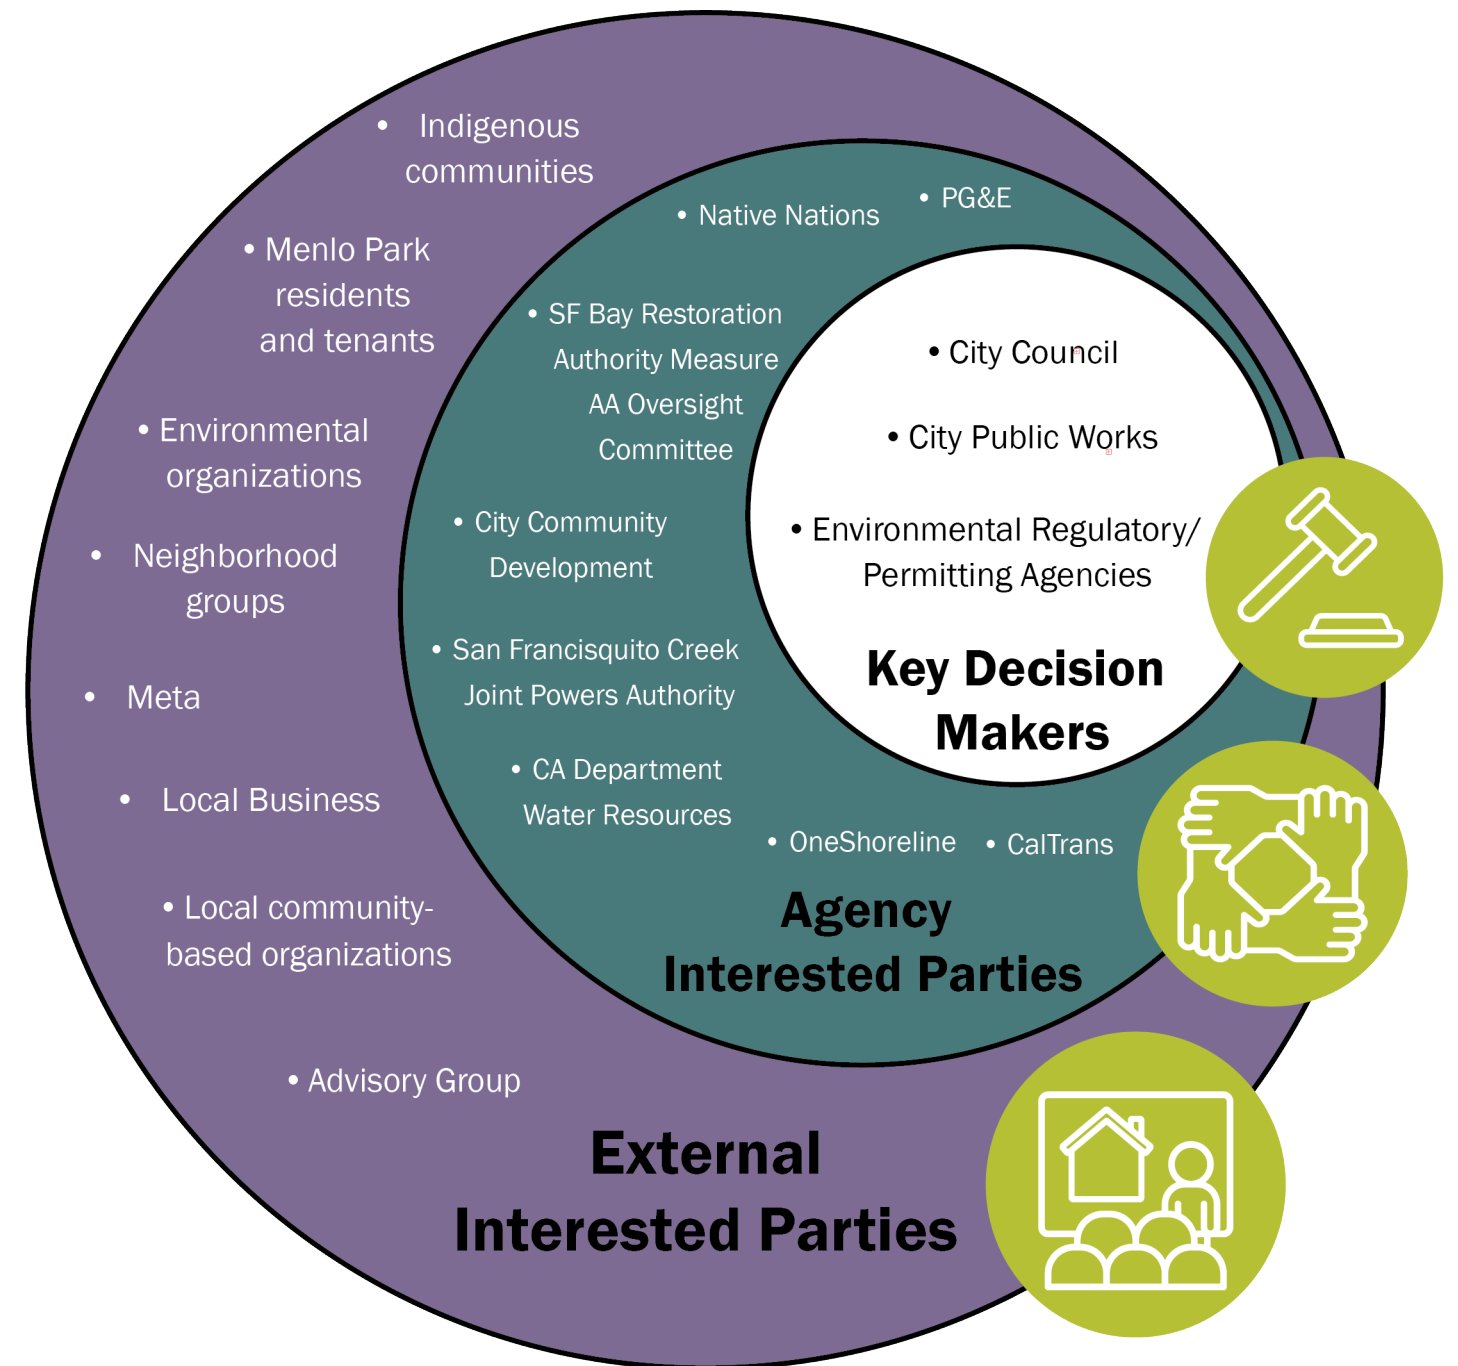 • Indigenous
communities
• Menlo Park
residents
and tenants
• Environmental
organizations
• Neighborhood
groups
• Meta
• Local Business
• Local community-
based organizations
• Advisory Group
External
Interested Parties
• Native Nations
• PG&E
• SF Bay Restoration
Authority Measure
AA Oversight
Committee
• City Community
Development
• San Francisquito Creek
Joint Powers Authority
• CA Department
Water Resources
• OneShoreline
• CalTrans
Agency
Interested Parties
• City Council
• City Public Works
• Environmental Regulatory/
Permitting Agencies
Key Decision
Makers